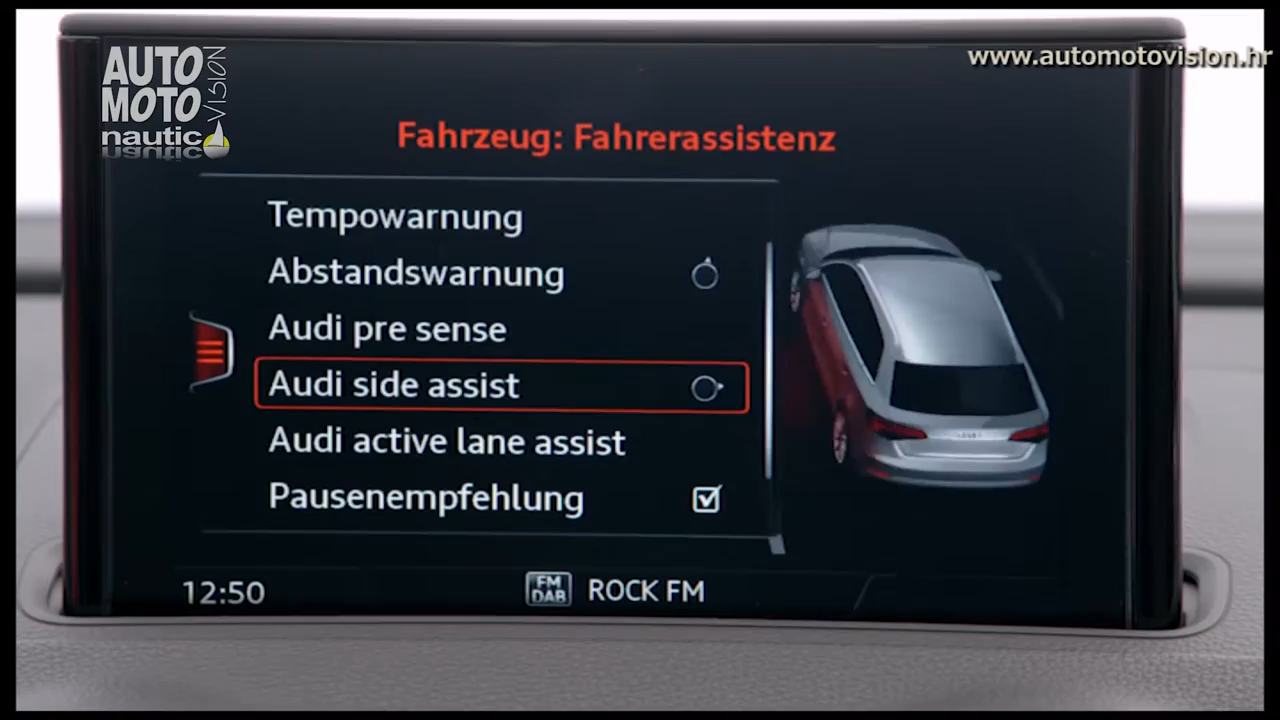 AUTO
MOTO
VISION
nautic
www.automotovision.hr
Fahrzeug: Fahrerassistenz
Tempowarnung
Abstandswarnung
Audi pre sense
Audi side assist
Audi active lane assist
Pausenempfehlung
12:50
FM
DAB
ROCK FM